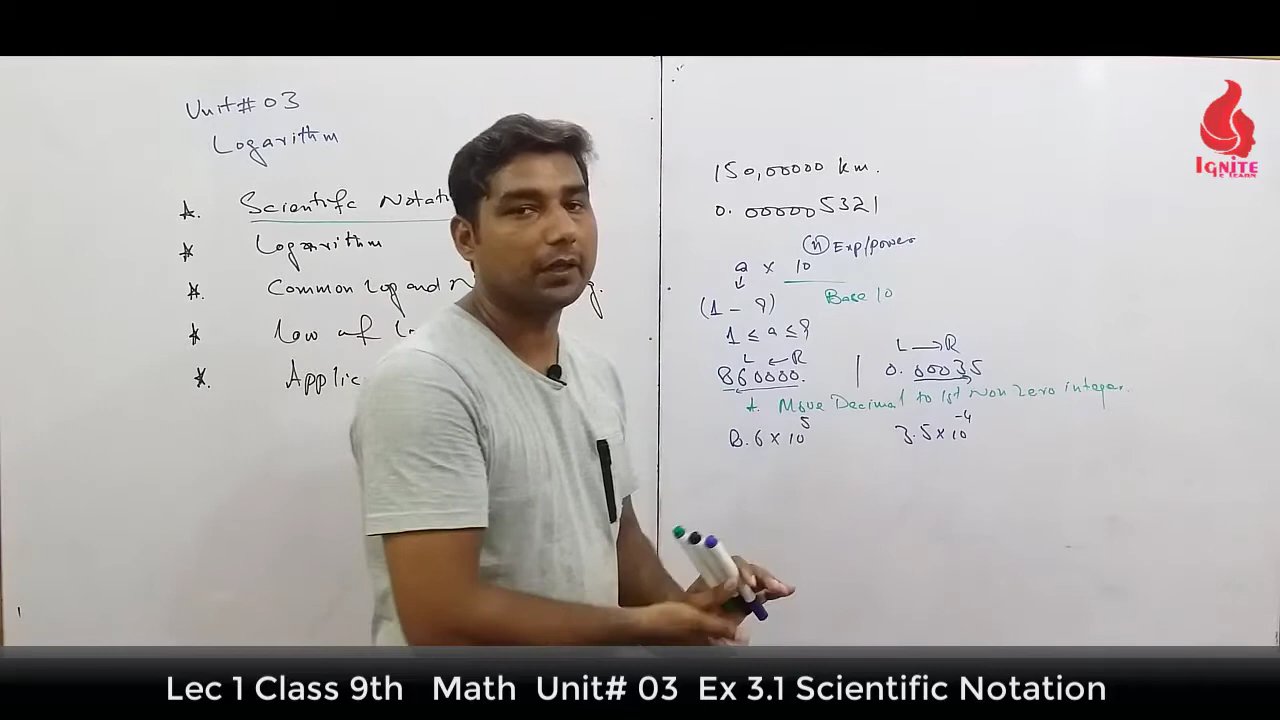 Unit# 03
Logarithm
Scientific Notati
Logarithm
Common Log and N
Law of L
Applic
150,00000 km.
0.000005321
(n) Exp/power
a × 10
Base 10
(1 - 9)
1 ≤ a ≤ 9
L ← R
L → R
860000.
0.00035
Move Decimal to 1st Non Zero integer.
8.6 × 10⁵
3.5 × 10⁻⁴
IGNITE
E LEARN
Lec 1 Class 9th Math Unit# 03 Ex 3.1 Scientific Notation